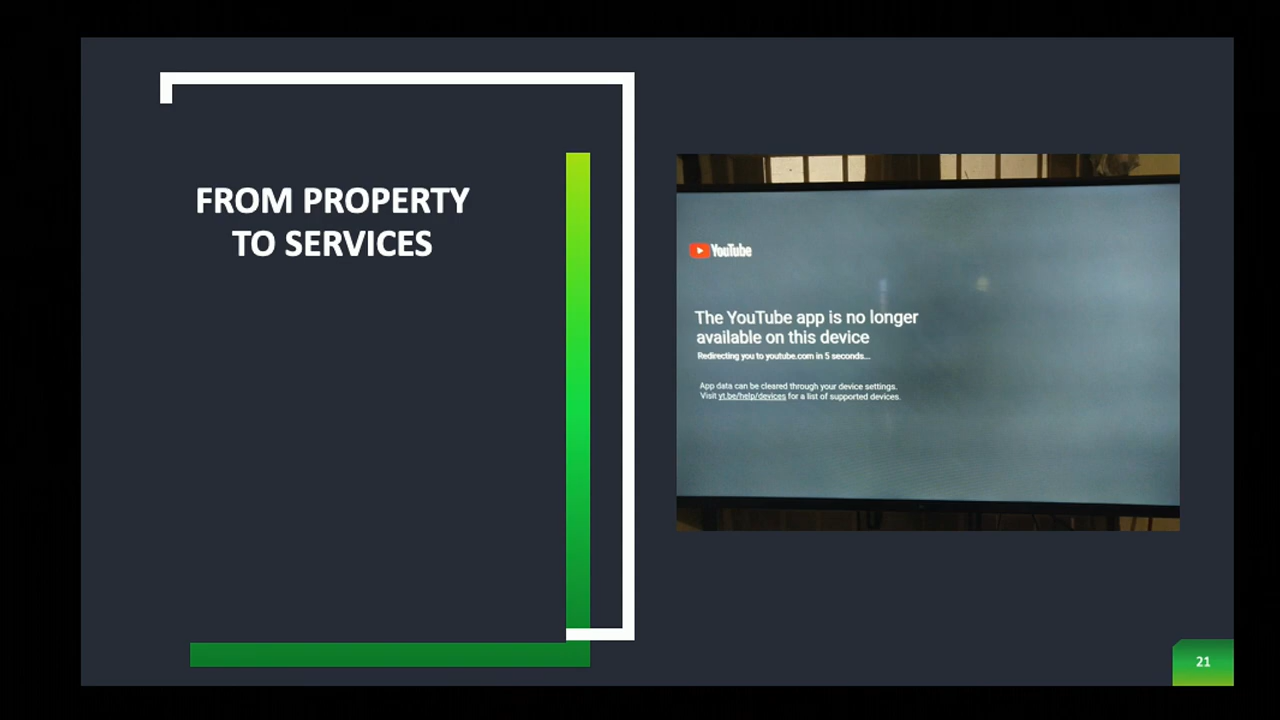 FROM PROPERTY
TO SERVICES
YouTube
The YouTube app is no longer
available on this device
Redirecting you to youtube.com in 5 seconds...
App data can be cleared through your device settings.
Visit yt.be/help/devices for a list of supported devices.
21